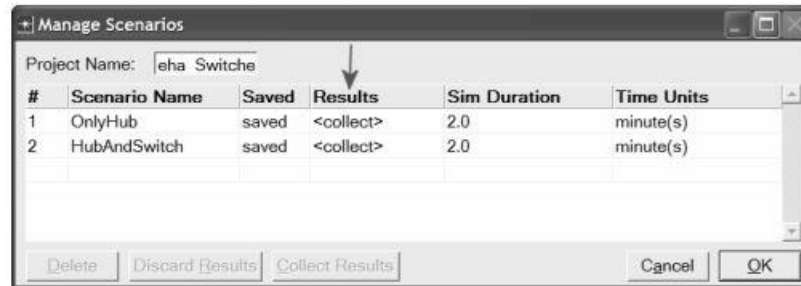 Manage Scenarios
Project Name: eha Switche
# Scenario Name Saved Results Sim Duration Time Units
1 OnlyHub saved <collect> 2.0 minute(s)
2 HubAndSwitch saved <collect> 2.0 minute(s)
Delete Discard Results Collect Results Cancel OK